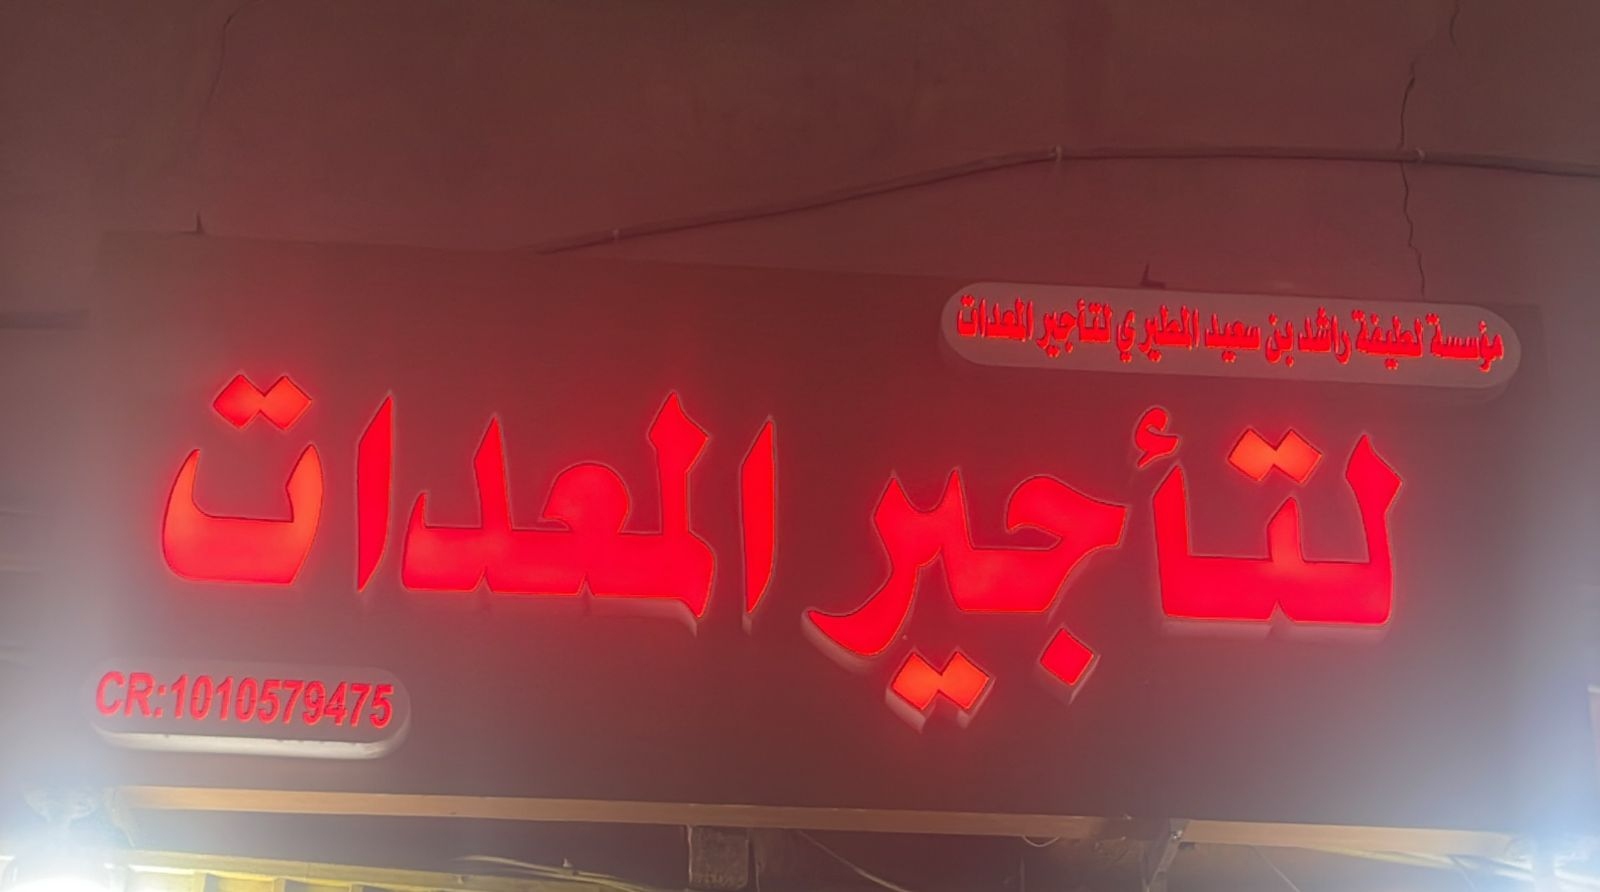 مؤسسة لطيفة راشد بن سعيد المطيري لتأجير المعدات
لتأجير المعدات
CR:1010579475